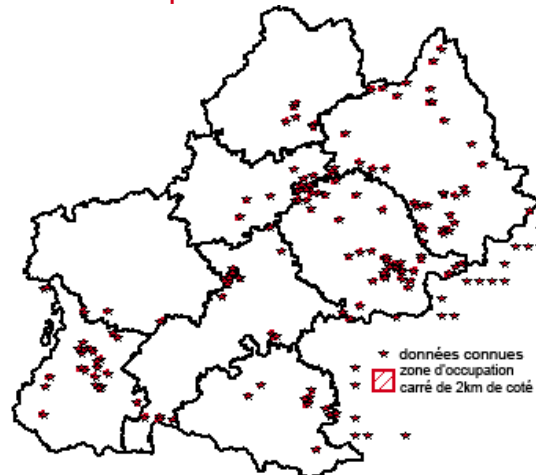 données connues
zone d'occupation
carré de 2km de coté